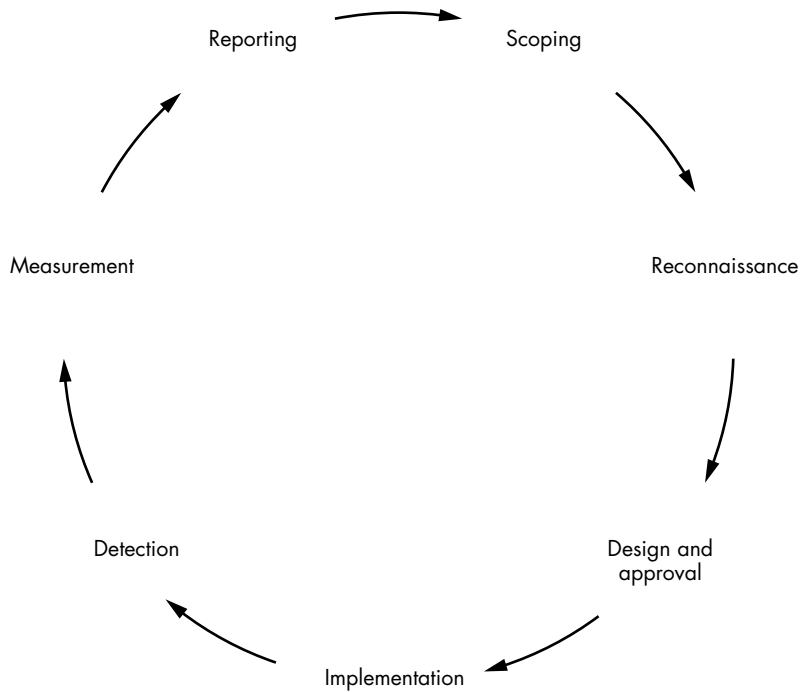 Reporting
Scoping
Measurement
Reconnaissance
Detection
Design and
approval
Implementation